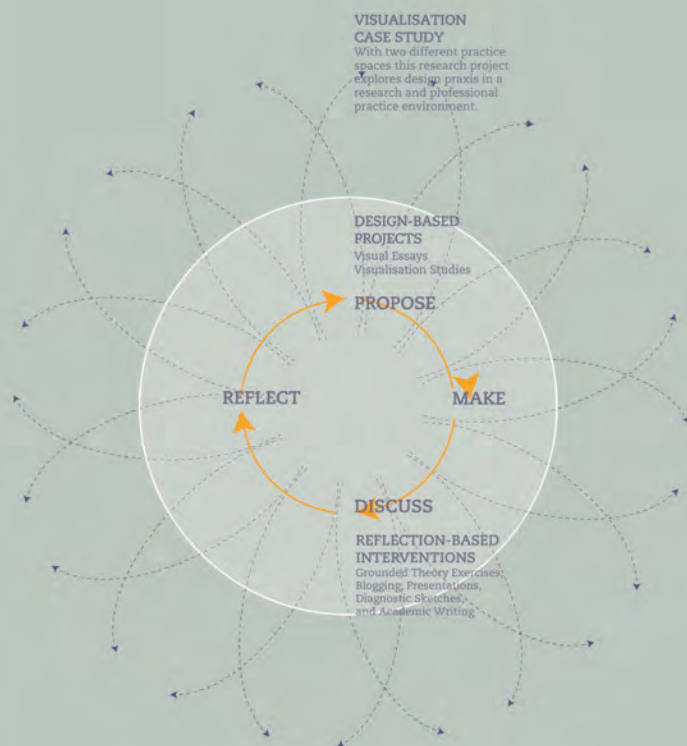 VISUALISATION
CASE STUDY
With two different practice
spaces this research project
explores design praxis in a
research and professional
practice environment.
DESIGN-BASED
PROJECTS
Visual Essays
Visualisation Studies
PROPOSE
REFLECT
MAKE
DISCUSS
REFLECTION-BASED
INTERVENTIONS
Grounded Theory Exercises,
Blogging, Presentations,
Diagnostic Sketches,
and Academic Writing